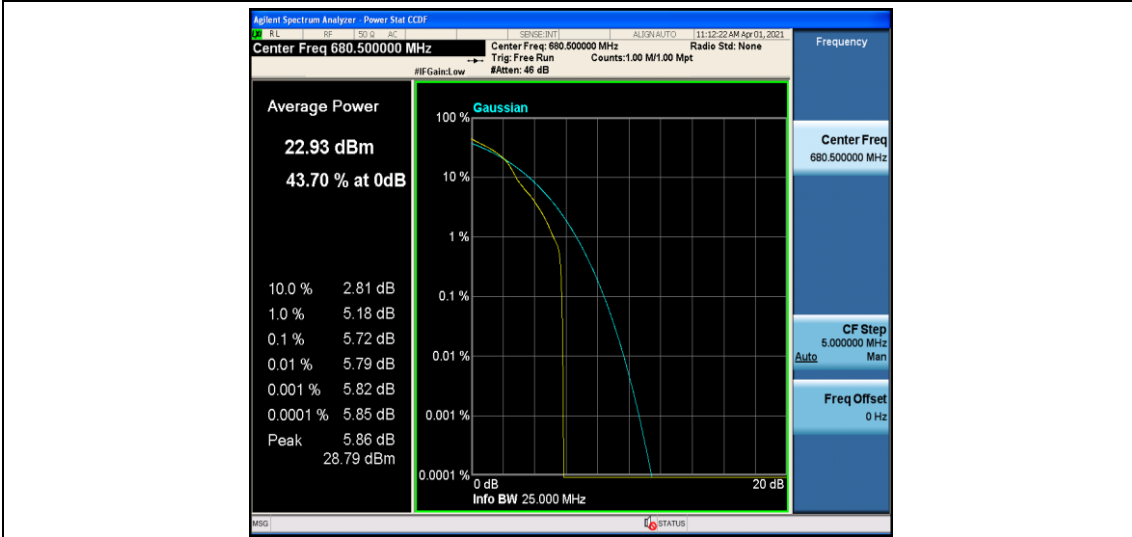 Agilent Spectrum Analyzer - Power Stat CCDF
LXI RL RF 50 Ω AC SENSE:INT ALIGN AUTO 11:12:22 AM Apr 01, 2021
Center Freq 680.500000 MHz
Center Freq: 680.500000 MHz Radio Std: None
Trig: Free Run Counts:1.00 M/1.00 Mpt
#IFGain:Low #Atten: 46 dB
Frequency
Average Power
22.93 dBm
43.70 % at 0dB
10.0 % 2.81 dB
1.0 % 5.18 dB
0.1 % 5.72 dB
0.01 % 5.79 dB
0.001 % 5.82 dB
0.0001 % 5.85 dB
Peak 5.86 dB
28.79 dBm
Gaussian
100 %
10 %
1 %
0.1 %
0.01 %
0.001 %
0.0001 %
0 dB 20 dB
Info BW 25.000 MHz
Center Freq
680.500000 MHz
CF Step
5.000000 MHz
Auto Man
Freq Offset
0 Hz
MSG STATUS